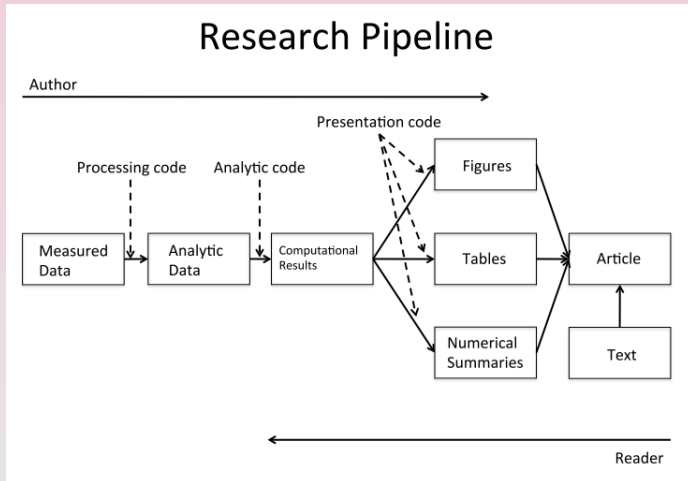 Research Pipeline
Author
Presentation code
Processing code
Analytic code
Figures
Measured
Data
Analytic
Data
Computational
Results
Tables
Article
Numerical
Summaries
Text
Reader